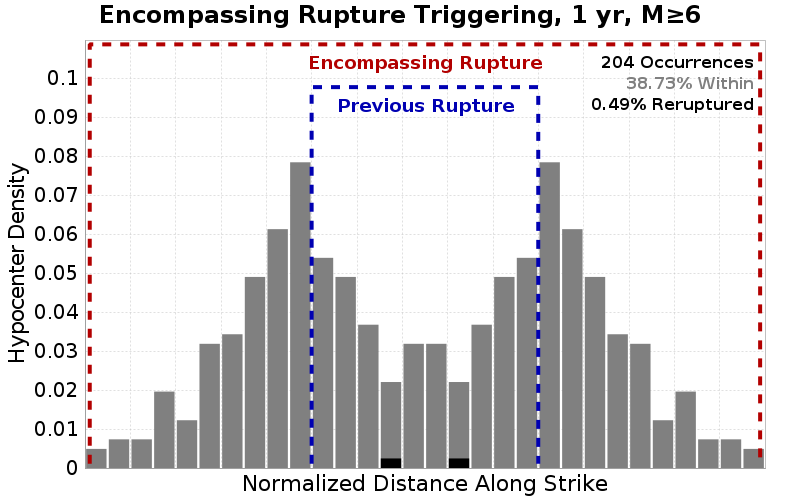 Encompassing Rupture Triggering, 1 yr, M≥6
Encompassing Rupture
204 Occurrences
38.73% Within
Previous Rupture
0.49% Reruptured
Hypocenter Density
0.1
0.09
0.08
0.07
0.06
0.05
0.04
0.03
0.02
0.01
0
Normalized Distance Along Strike